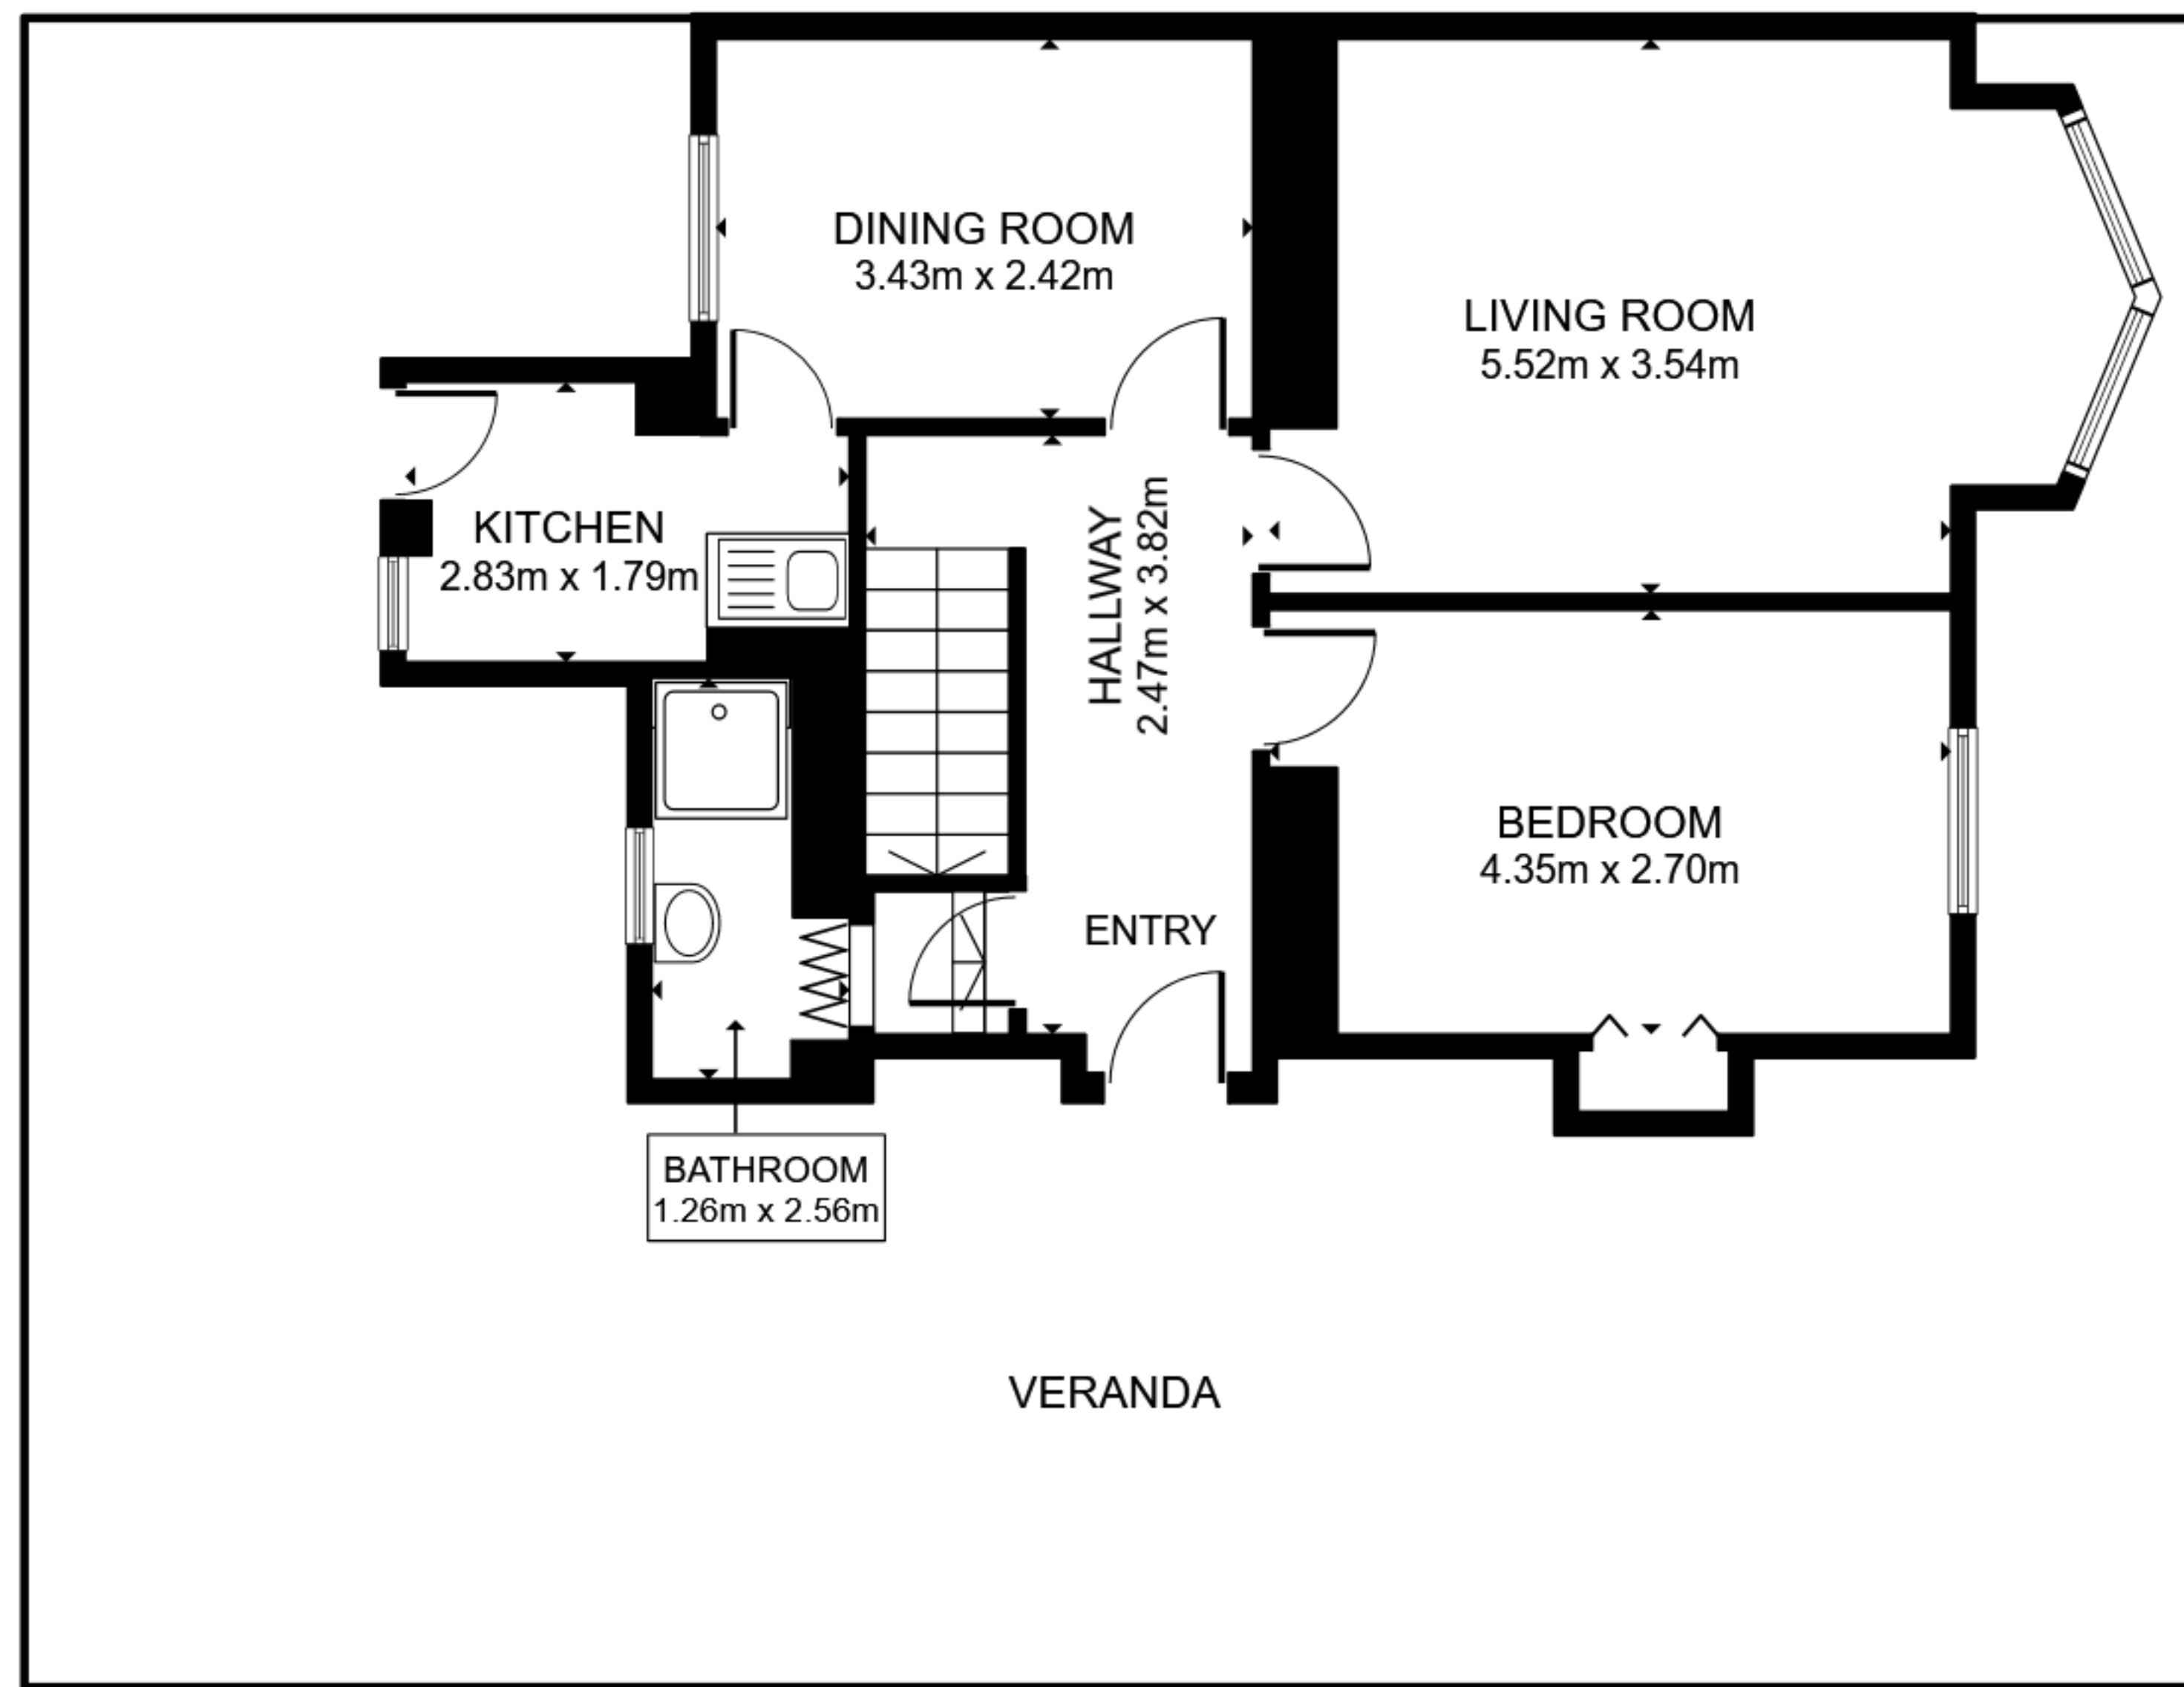 DINING ROOM
3.43m x 2.42m
LIVING ROOM
5.52m x 3.54m
KITCHEN
2.83m x 1.79m
HALLWAY
2.47m x 3.82m
BEDROOM
4.35m x 2.70m
ENTRY
BATHROOM
1.26m x 2.56m
VERANDA